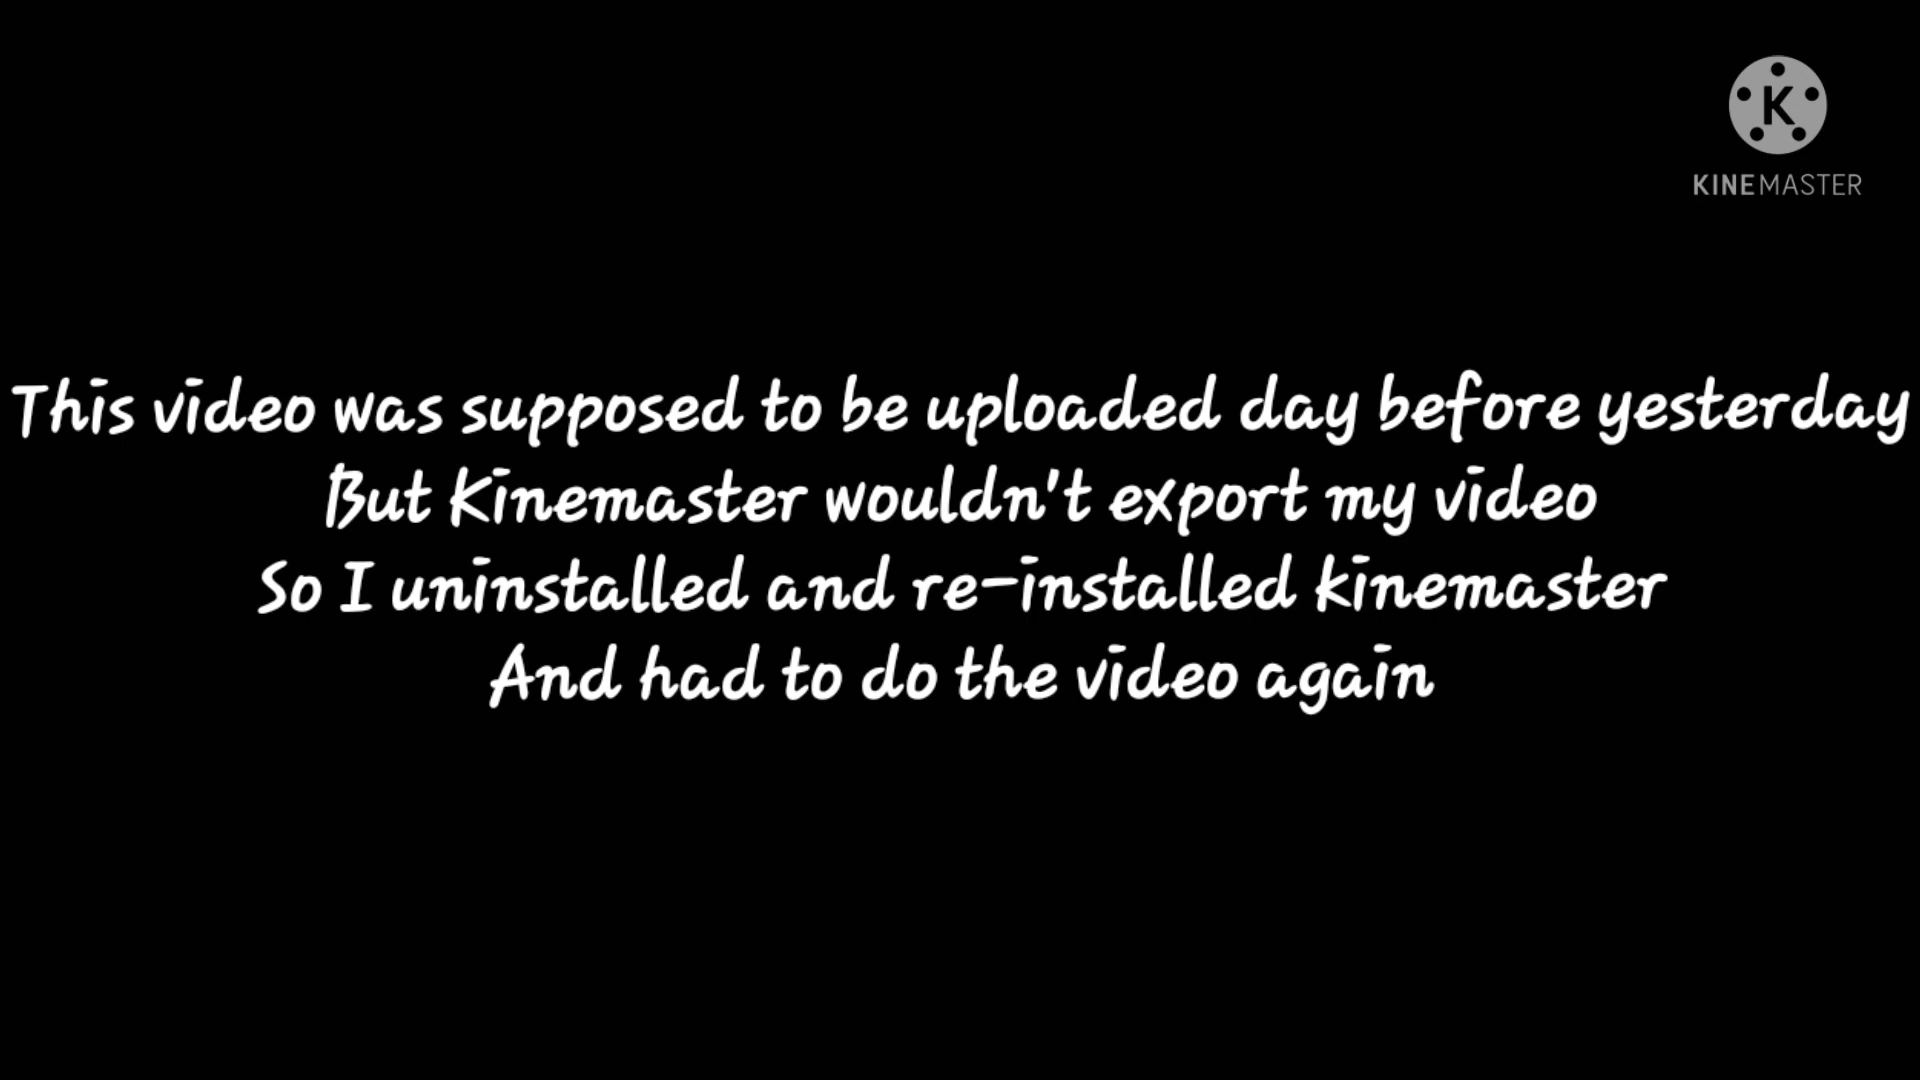 K
KINEMASTER
This video was supposed to be uploaded day before yesterday
But Kinemaster wouldn't export my video
So I uninstalled and re-installed kinemaster
And had to do the video again